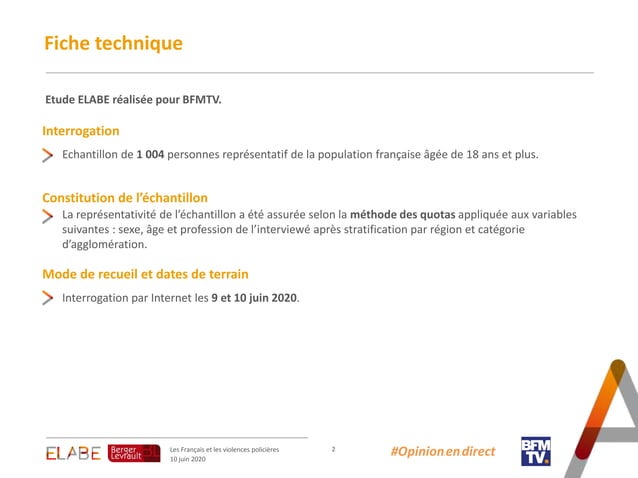 Fiche technique
Etude ELABE réalisée pour BFMTV.
Interrogation
Echantillon de 1 004 personnes représentatif de la population française âgée de 18 ans et plus.
Constitution de l’échantillon
La représentativité de l’échantillon a été assurée selon la méthode des quotas appliquée aux variables
suivantes : sexe, âge et profession de l’interviewé après stratification par région et catégorie
d’agglomération.
Mode de recueil et dates de terrain
Interrogation par Internet les 9 et 10 juin 2020.
ELABE
Berger
Levrault
Les Français et les violences policières
10 juin 2020
2
#Opinionendirect
BFM
TV.